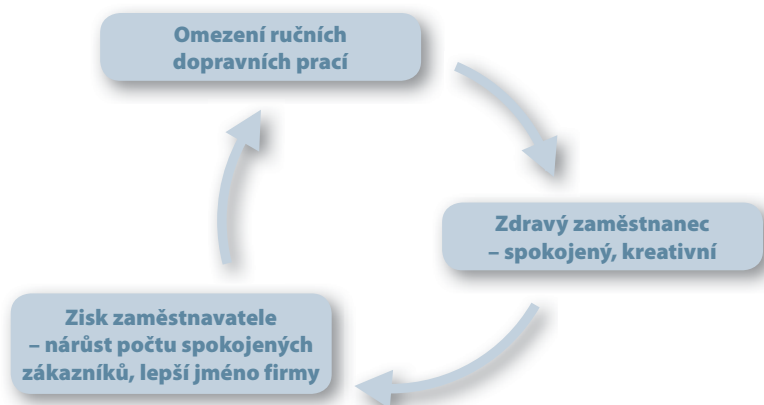 Omezení ručních
dopravních prací
Zdravý zaměstnanec
– spokojený, kreativní
Zisk zaměstnavatele
– nárůst počtu spokojených
zákazníků, lepší jméno firmy